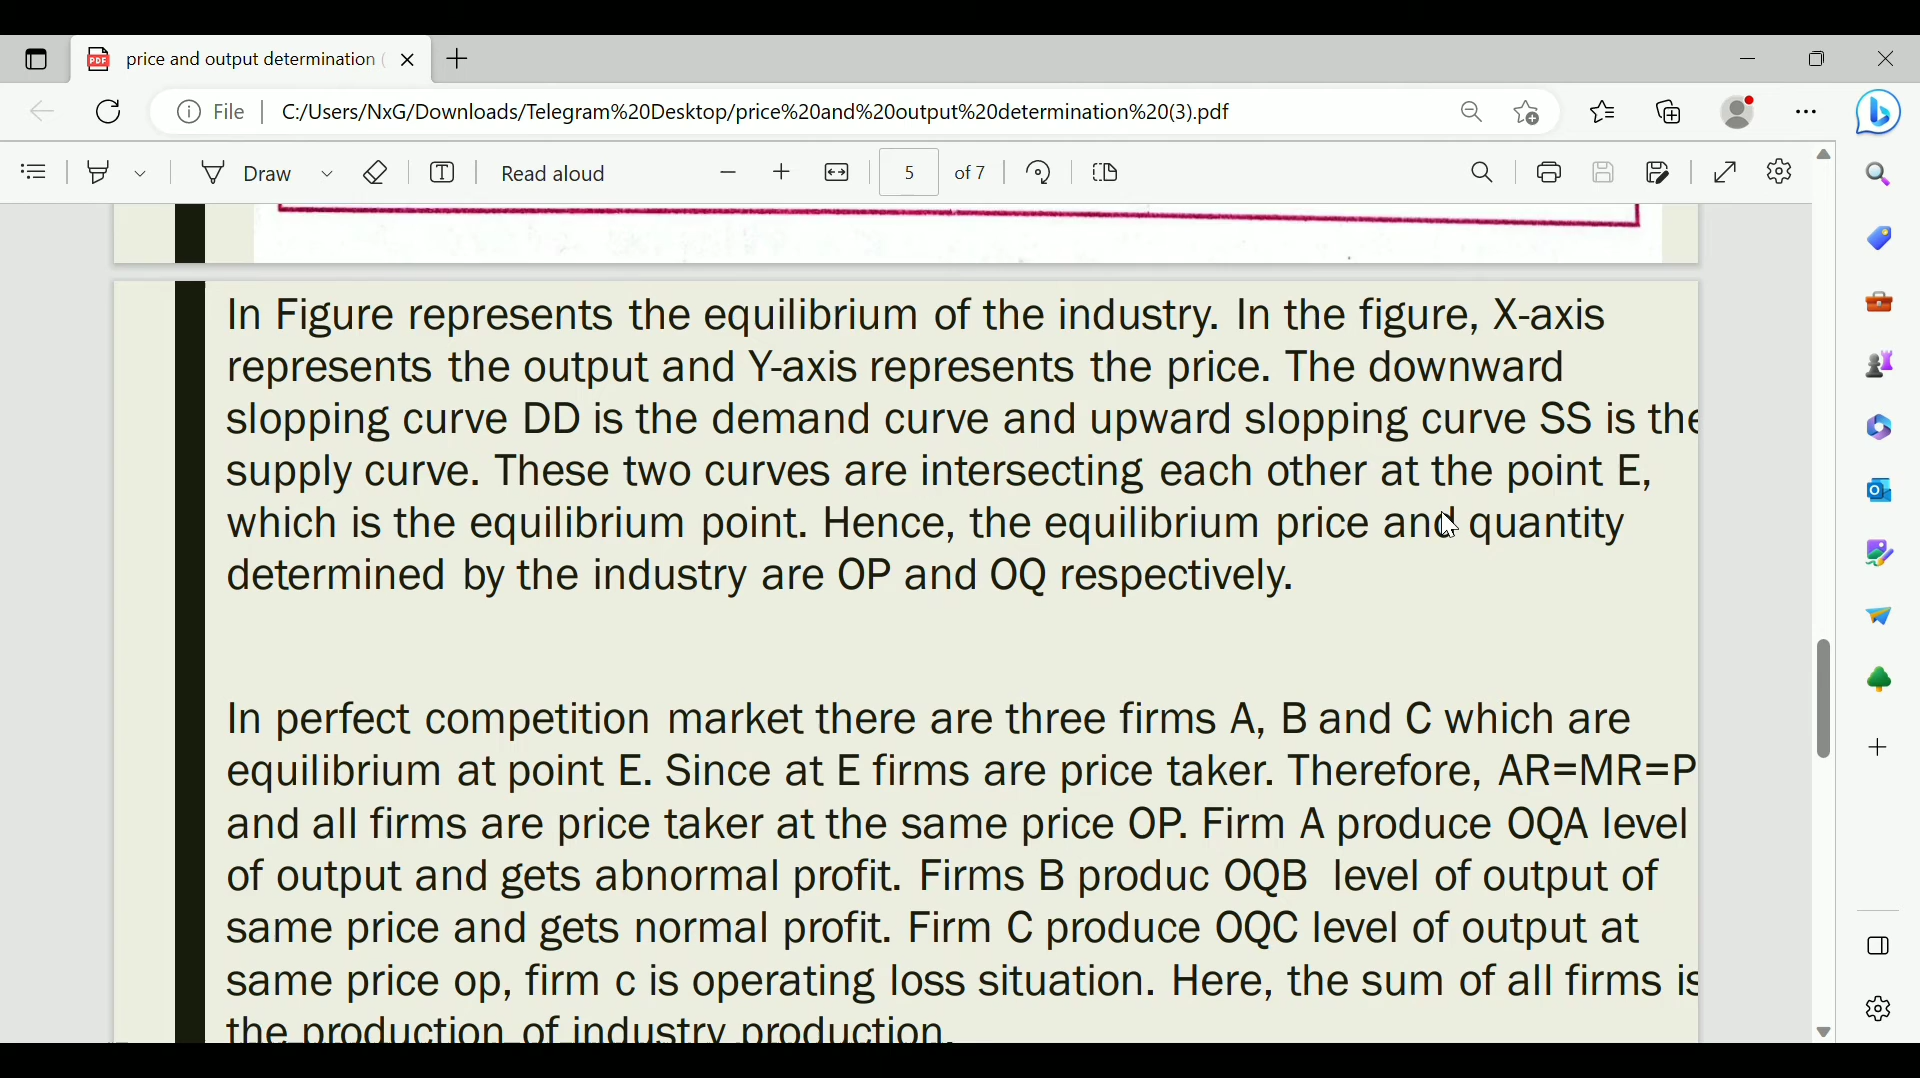 price and output determination (
File
C:/Users/NxG/Downloads/Telegram%20Desktop/price%20and%20output%20determination%20(3).pdf
Draw
Read aloud
5
of 7
In Figure represents the equilibrium of the industry. In the figure, X-axis
represents the output and Y-axis represents the price. The downward
slopping curve DD is the demand curve and upward slopping curve SS is the
supply curve. These two curves are intersecting each other at the point E,
which is the equilibrium point. Hence, the equilibrium price and quantity
determined by the industry are OP and OQ respectively.
In perfect competition market there are three firms A, B and C which are
equilibrium at point E. Since at E firms are price taker. Therefore, AR=MR=P
and all firms are price taker at the same price OP. Firm A produce OQA level
of output and gets abnormal profit. Firms B produc OQB level of output of
same price and gets normal profit. Firm C produce OQC level of output at
same price op, firm c is operating loss situation. Here, the sum of all firms is
the production of industry production.